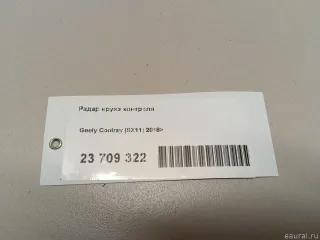 Радар круиз контроля
Geely Coolray (SX11) 2018>
23 709 322
eaural.ru